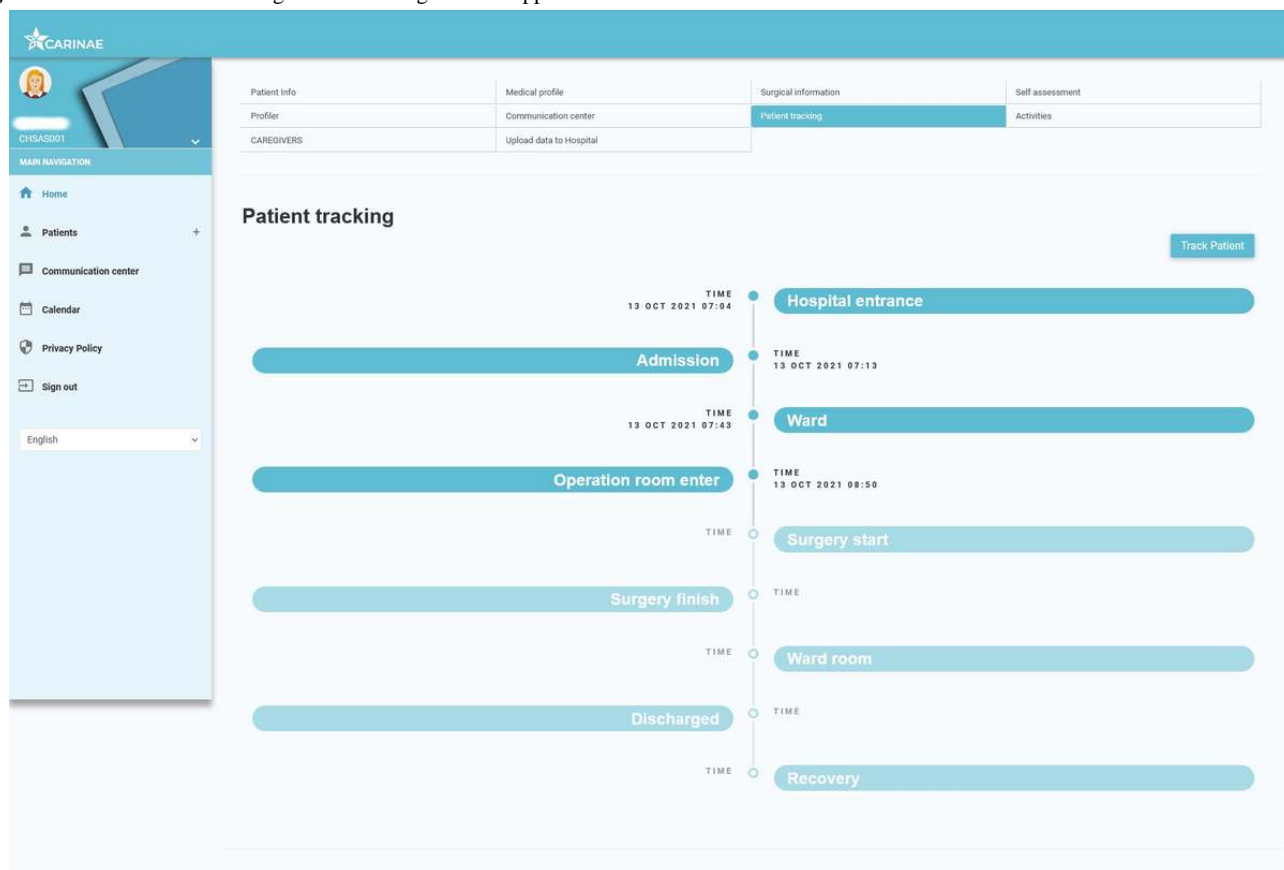 CARINAE
CHSASD01
MAIN NAVIGATION
Home
Patients +
Communication center
Calendar
Privacy Policy
Sign out
English
Patient Info Medical profile Surgical information Self assessment
Profiler Communication center Patient tracking Activities
CAREGIVERS Upload data to Hospital
Patient tracking
Track Patient
TIME
13 OCT 2021 07:04
Hospital entrance
Admission
TIME
13 OCT 2021 07:13
TIME
13 OCT 2021 07:43
Ward
Operation room enter
TIME
13 OCT 2021 08:50
TIME
Surgery start
Surgery finish
TIME
TIME
Ward room
Discharged
TIME
TIME
Recovery